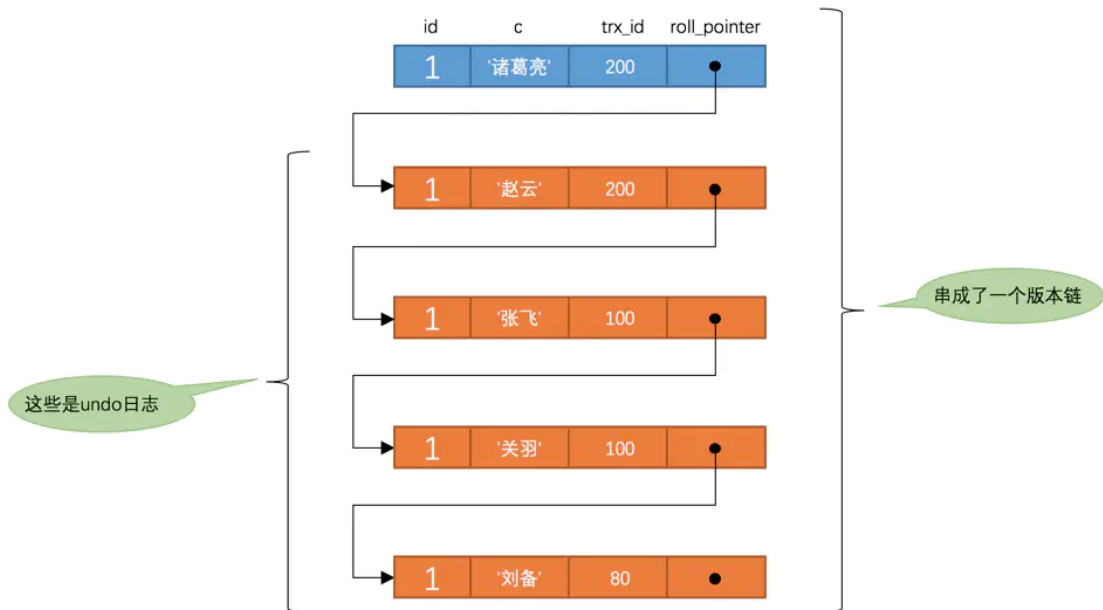 id c trx_id roll_pointer
1 '诸葛亮' 200
1 '赵云' 200
1 '张飞' 100
串成了一个版本链
这些是undo日志
1 '关羽' 100
1 '刘备' 80